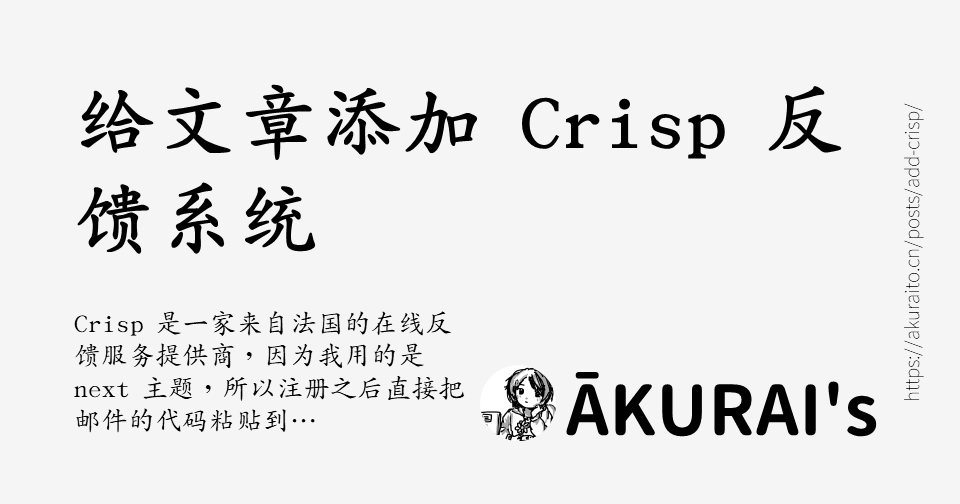 给文章添加 Crisp 反
馈系统
Crisp 是一家来自法国的在线反
馈服务提供商，因为我用的是
next 主题，所以注册之后直接把
邮件的代码粘贴到…
ĀKURAI's
https://akuraito.cn/posts/add-crisp/